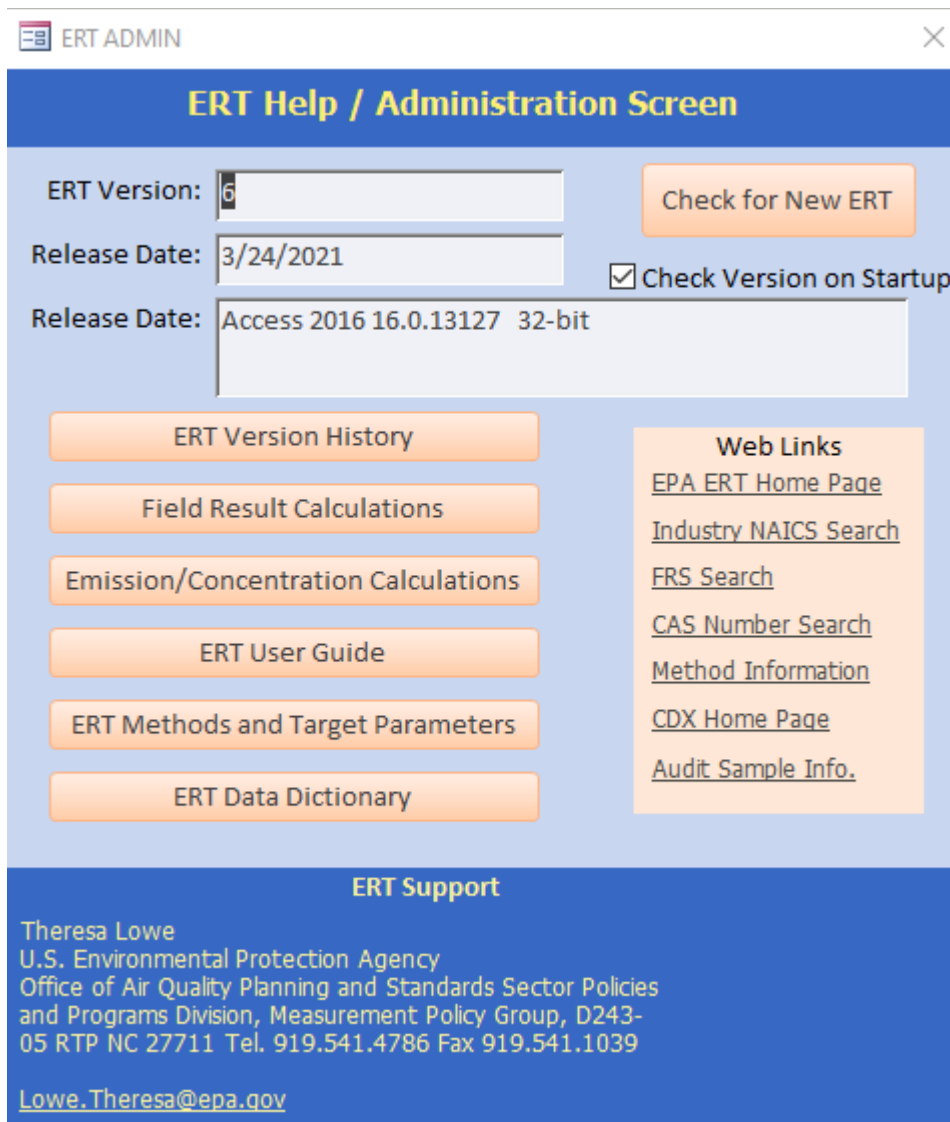 ERT ADMIN
ERT Help / Administration Screen
ERT Version: 6
Check for New ERT
Release Date: 3/24/2021
Check Version on Startup
Release Date: Access 2016 16.0.13127 32-bit
ERT Version History
Field Result Calculations
Emission/Concentration Calculations
ERT User Guide
ERT Methods and Target Parameters
ERT Data Dictionary
Web Links
EPA ERT Home Page
Industry NAICS Search
FRS Search
CAS Number Search
Method Information
CDX Home Page
Audit Sample Info.
ERT Support
Theresa Lowe
U.S. Environmental Protection Agency
Office of Air Quality Planning and Standards Sector Policies
and Programs Division, Measurement Policy Group, D243-
05 RTP NC 27711 Tel. 919.541.4786 Fax 919.541.1039
Lowe.Theresa@epa.gov